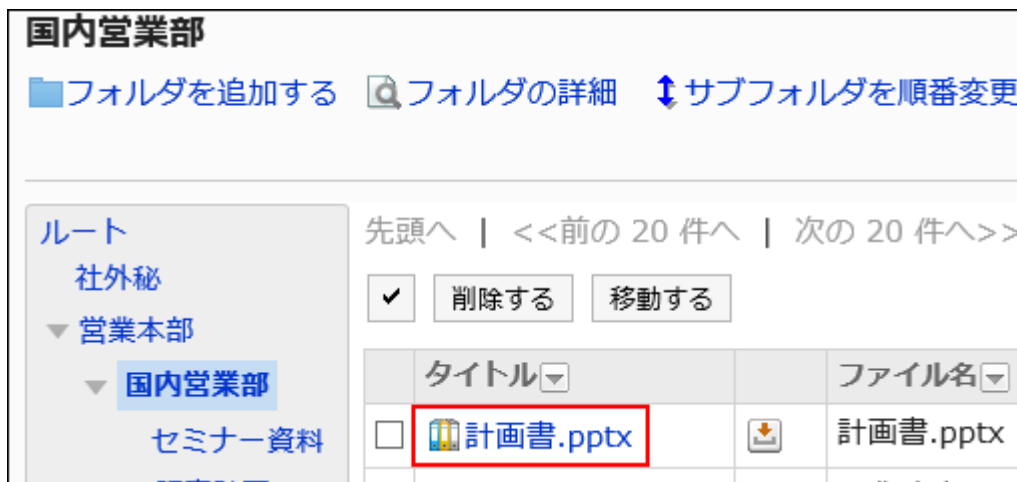 国内営業部
フォルダを追加する フォルダの詳細 サブフォルダを順番変更
ルート
社外秘
営業本部
国内営業部
セミナー資料
先頭へ | <<前の 20 件へ | 次の 20 件へ>>
削除する 移動する
タイトル ファイル名
計画書.pptx 計画書.pptx